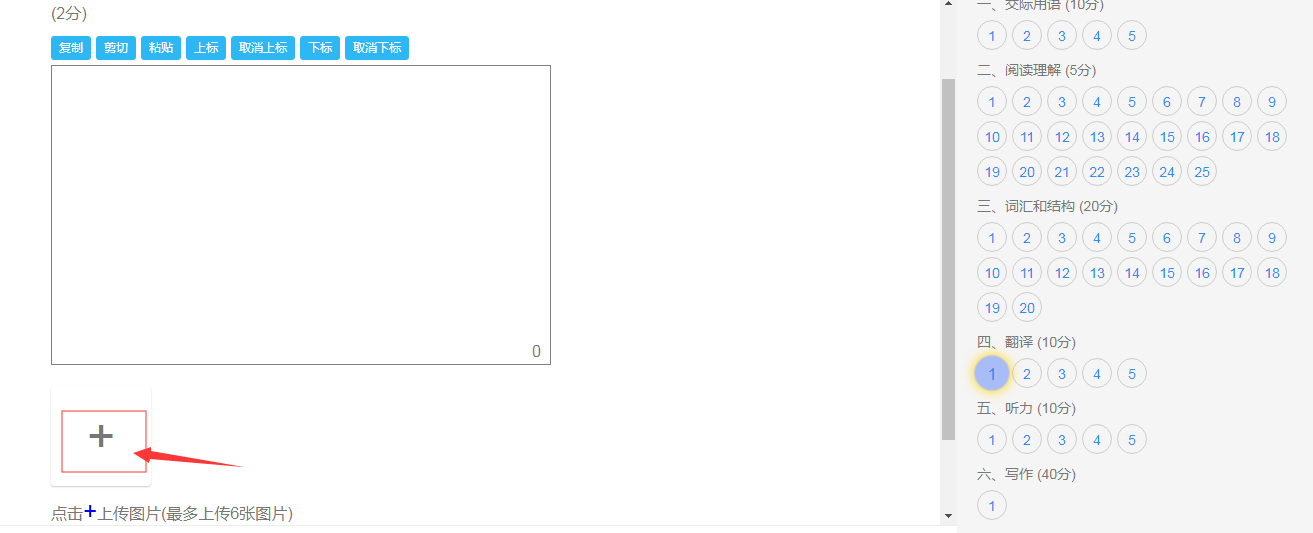 (2分)
复制 剪切 粘贴 上标 取消上标 下标 取消下标
0
+
点击+上传图片(最多上传6张图片)
一、交际用语 (10分)
1 2 3 4 5
二、阅读理解 (5分)
1 2 3 4 5 6 7 8 9
10 11 12 13 14 15 16 17 18
19 20 21 22 23 24 25
三、词汇和结构 (20分)
1 2 3 4 5 6 7 8 9
10 11 12 13 14 15 16 17 18
19 20
四、翻译 (10分)
1 2 3 4 5
五、听力 (10分)
1 2 3 4 5
六、写作 (40分)
1